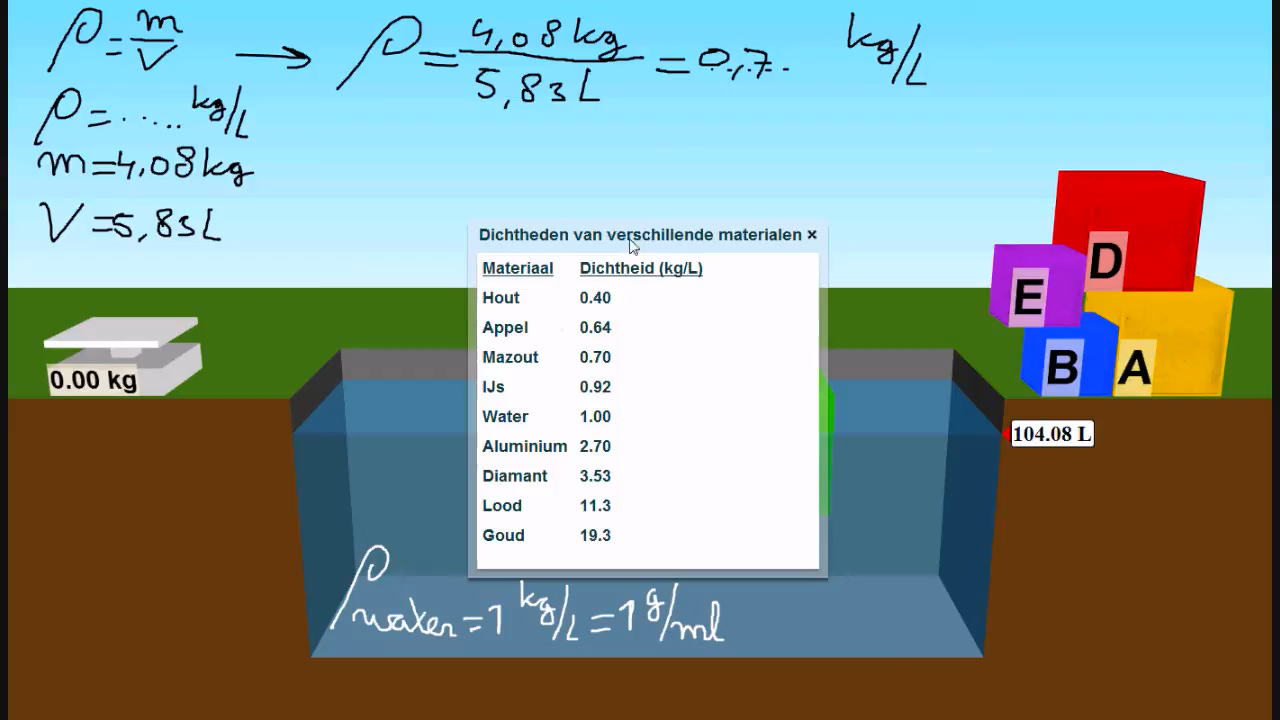 ρ = m/V → ρ = 4,08 kg / 5,83 L = 0,7.. kg/L
ρ = ..... kg/L
m = 4,08 kg
V = 5,83 L
Dichtheden van verschillende materialen ×
Materiaal Dichtheid (kg/L)
Hout 0.40
Appel 0.64
Mazout 0.70
IJs 0.92
Water 1.00
Aluminium 2.70
Diamant 3.53
Lood 11.3
Goud 19.3
0.00 kg
D
E
B
A
104.08 L
ρ water = 1 kg/L = 1 g/ml